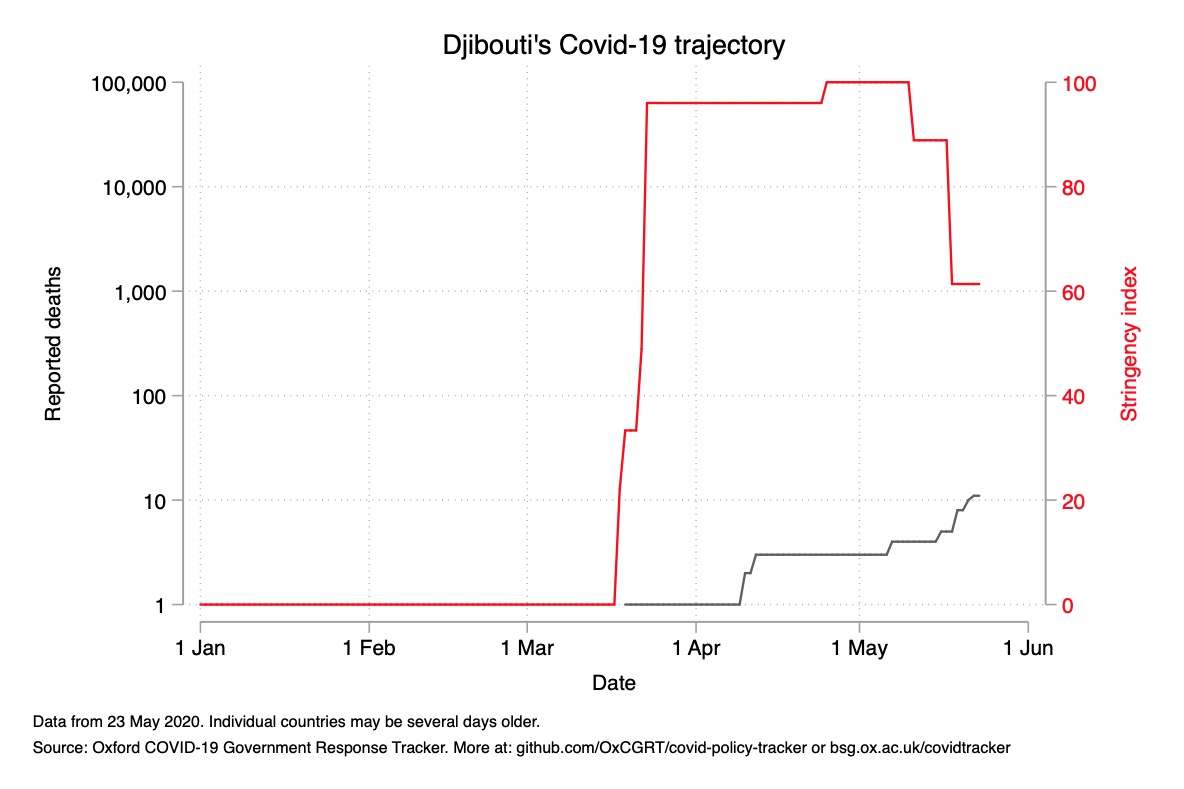 Djibouti's Covid-19 trajectory
100,000
10,000
1,000
100
10
1
Reported deaths
100
80
60
40
20
0
Stringency index
1 Jan
1 Feb
1 Mar
1 Apr
1 May
1 Jun
Date
Data from 23 May 2020. Individual countries may be several days older.
Source: Oxford COVID-19 Government Response Tracker. More at: github.com/OxCGRT/covid-policy-tracker or bsg.ox.ac.uk/covidtracker